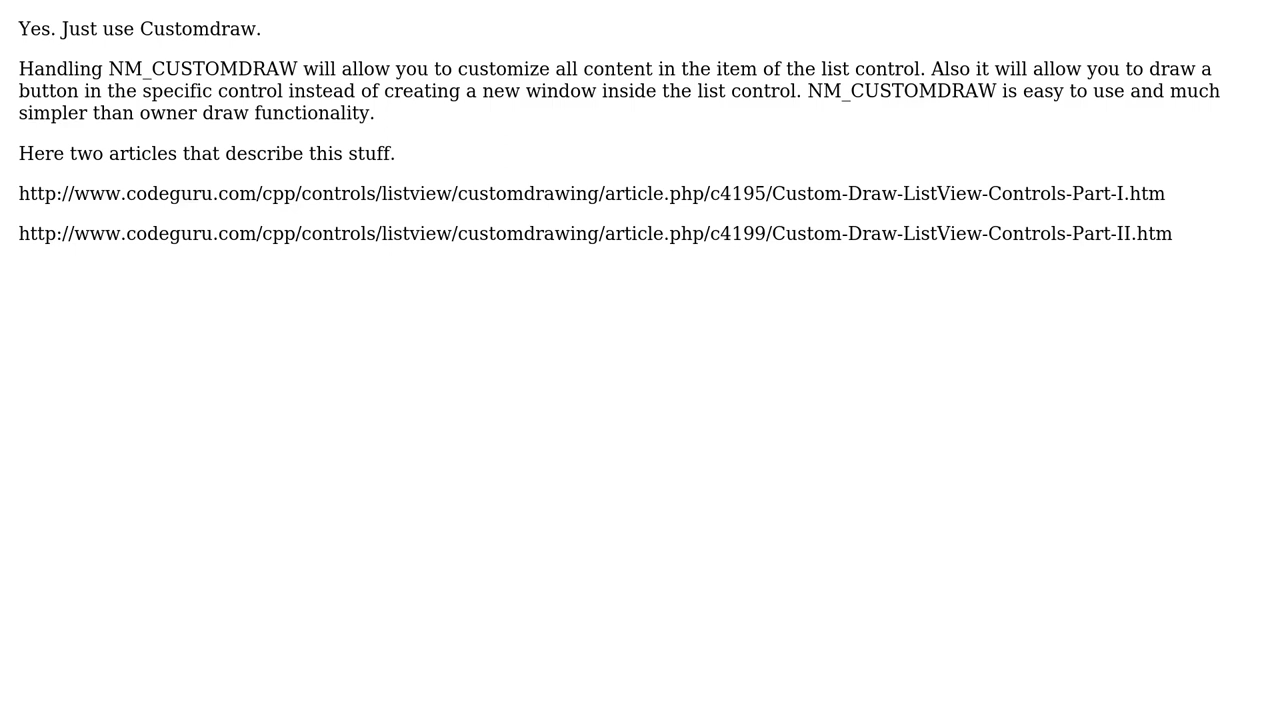 Yes. Just use Customdraw.
Handling NM_CUSTOMDRAW will allow you to customize all content in the item of the list control. Also it will allow you to draw a
button in the specific control instead of creating a new window inside the list control. NM_CUSTOMDRAW is easy to use and much
simpler than owner draw functionality.
Here two articles that describe this stuff.
http://www.codeguru.com/cpp/controls/listview/customdrawing/article.php/c4195/Custom-Draw-ListView-Controls-Part-I.htm
http://www.codeguru.com/cpp/controls/listview/customdrawing/article.php/c4199/Custom-Draw-ListView-Controls-Part-II.htm